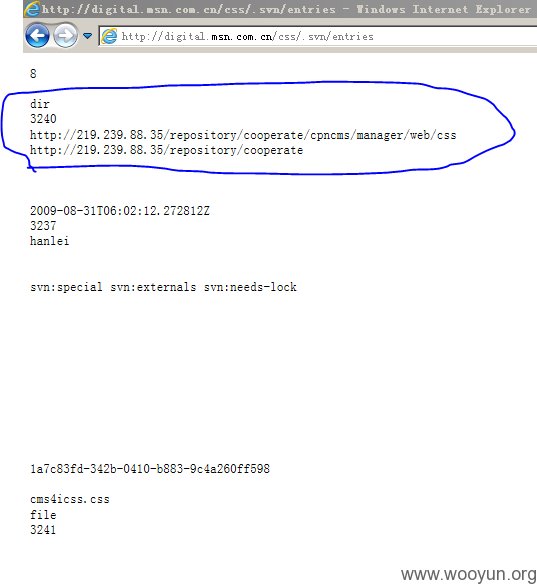 http://digital.msn.com.cn/css/.svn/entries - Windows Internet Explorer
http://digital.msn.com.cn/css/.svn/entries
8
dir
3240
http://219.239.88.35/repository/cooperate/cpncms/manager/web/css
http://219.239.88.35/repository/cooperate
2009-08-31T06:02:12.272812Z
3237
hanlei
svn:special svn:externals svn:needs-lock
1a7c83fd-342b-0410-b883-9c4a260ff598
cms4icss.css
file
3241
www.wooyun.org